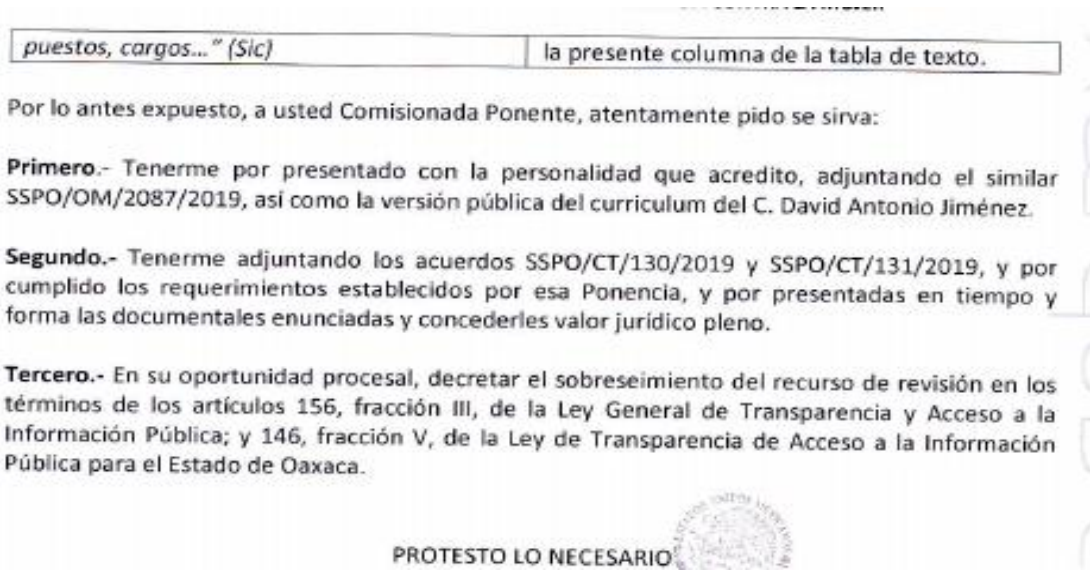 puestos, cargos..." (Sic)
la presente columna de la tabla de texto.
Por lo antes expuesto, a usted Comisionada Ponente, atentamente pido se sirva:
Primero.- Tenerme por presentado con la personalidad que acredito, adjuntando el similar
SSPO/OM/2087/2019, así como la versión pública del curriculum del C. David Antonio Jiménez.
Segundo.- Tenerme adjuntando los acuerdos SSPO/CT/130/2019 y SSPO/CT/131/2019, y por
cumplido los requerimientos establecidos por esa Ponencia, y por presentadas en tiempo y
forma las documentales enunciadas y concederles valor jurídico pleno.
Tercero.- En su oportunidad procesal, decretar el sobreseimiento del recurso de revisión en los
términos de los artículos 156, fracción III, de la Ley General de Transparencia y Acceso a la
Información Pública; y 146, fracción V, de la Ley de Transparencia de Acceso a la Información
Pública para el Estado de Oaxaca.
PROTESTO LO NECESARIO